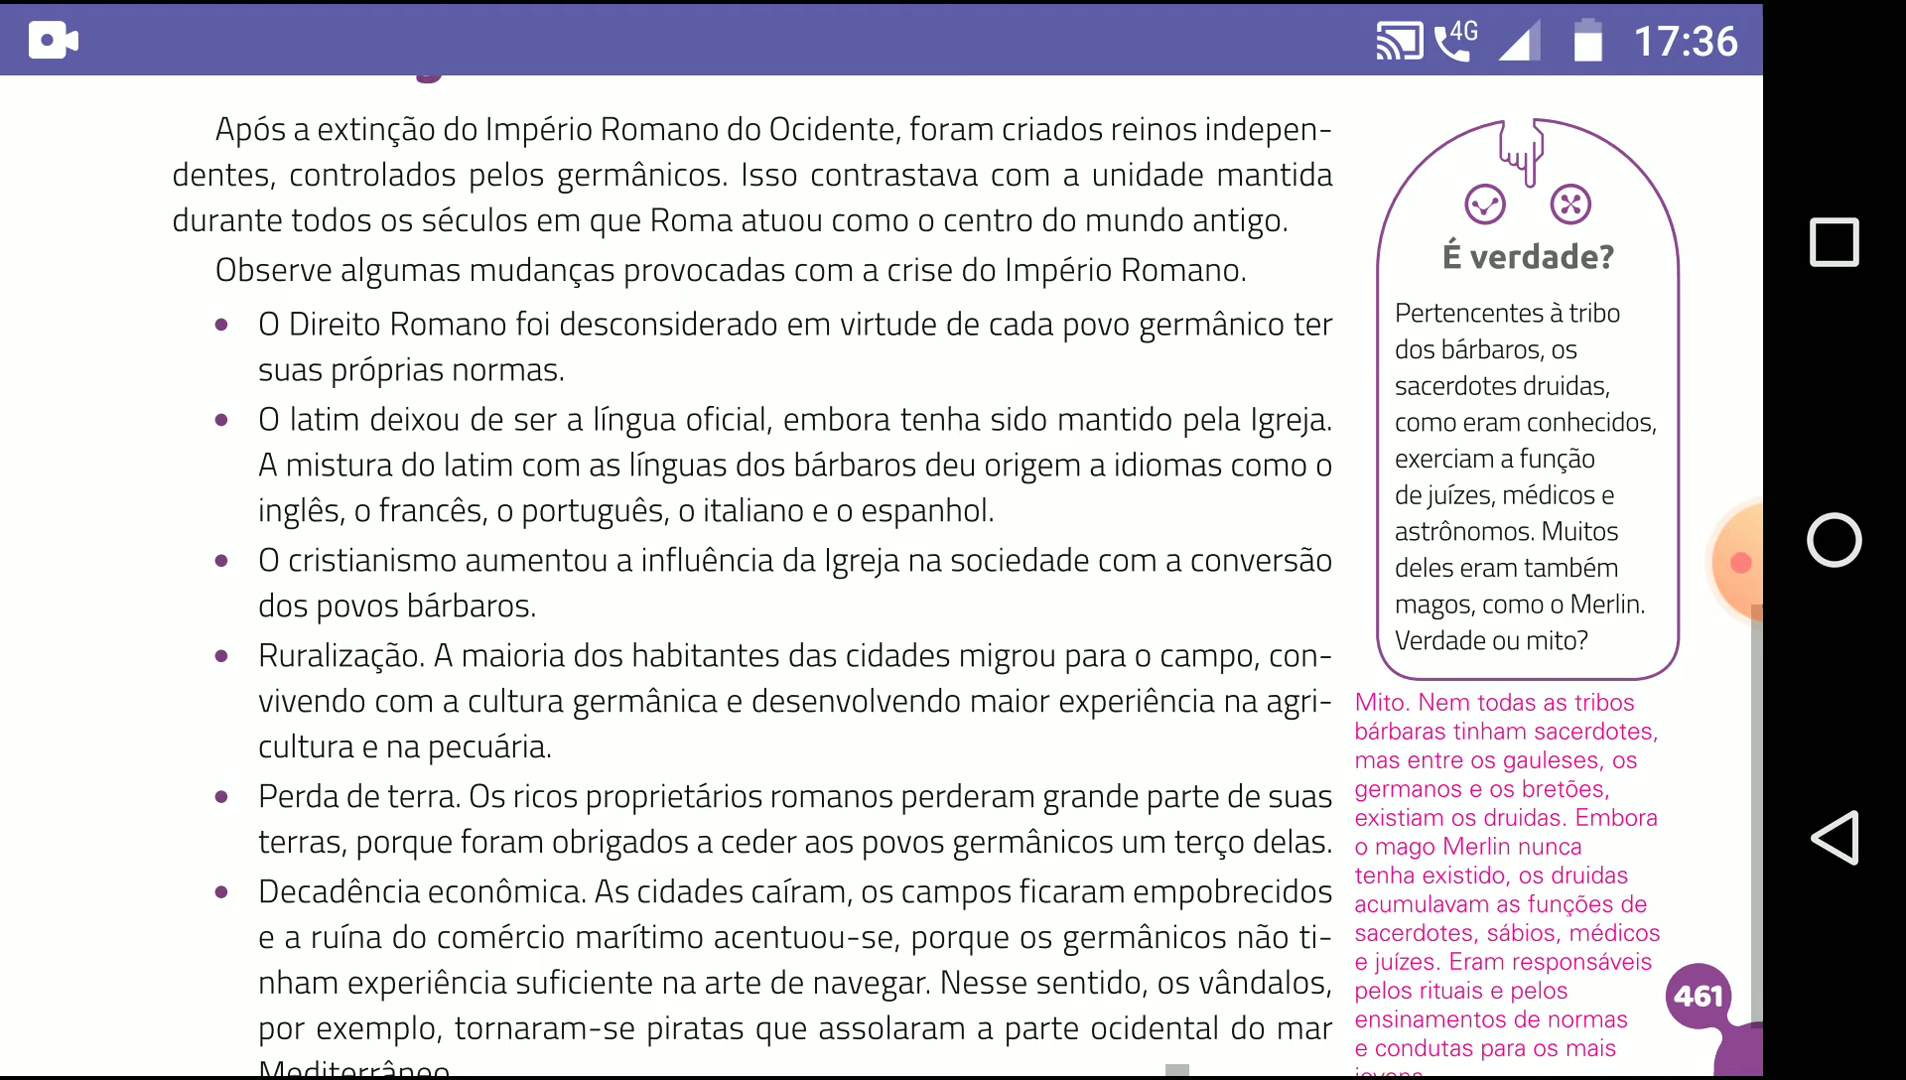 4G
17:36
Após a extinção do Império Romano do Ocidente, foram criados reinos indepen-
dentes, controlados pelos germânicos. Isso contrastava com a unidade mantida
durante todos os séculos em que Roma atuou como o centro do mundo antigo.
Observe algumas mudanças provocadas com a crise do Império Romano.
• O Direito Romano foi desconsiderado em virtude de cada povo germânico ter
suas próprias normas.
• O latim deixou de ser a língua oficial, embora tenha sido mantido pela Igreja.
A mistura do latim com as línguas dos bárbaros deu origem a idiomas como o
inglês, o francês, o português, o italiano e o espanhol.
• O cristianismo aumentou a influência da Igreja na sociedade com a conversão
dos povos bárbaros.
• Ruralização. A maioria dos habitantes das cidades migrou para o campo, con-
vivendo com a cultura germânica e desenvolvendo maior experiência na agri-
cultura e na pecuária.
• Perda de terra. Os ricos proprietários romanos perderam grande parte de suas
terras, porque foram obrigados a ceder aos povos germânicos um terço delas.
• Decadência econômica. As cidades caíram, os campos ficaram empobrecidos
e a ruína do comércio marítimo acentuou-se, porque os germânicos não ti-
nham experiência suficiente na arte de navegar. Nesse sentido, os vândalos,
por exemplo, tornaram-se piratas que assolaram a parte ocidental do mar
Mediterrâneo
É verdade?
Pertencentes à tribo
dos bárbaros, os
sacerdotes druidas,
como eram conhecidos,
exerciam a função
de juízes, médicos e
astrônomos. Muitos
deles eram também
magos, como o Merlin.
Verdade ou mito?
Mito. Nem todas as tribos
bárbaras tinham sacerdotes,
mas entre os gauleses, os
germanos e os bretões,
existiam os druidas. Embora
o mago Merlin nunca
tenha existido, os druidas
acumulavam as funções de
sacerdotes, sábios, médicos
e juízes. Eram responsáveis
pelos rituais e pelos
ensinamentos de normas
e condutas para os mais
jovens
461